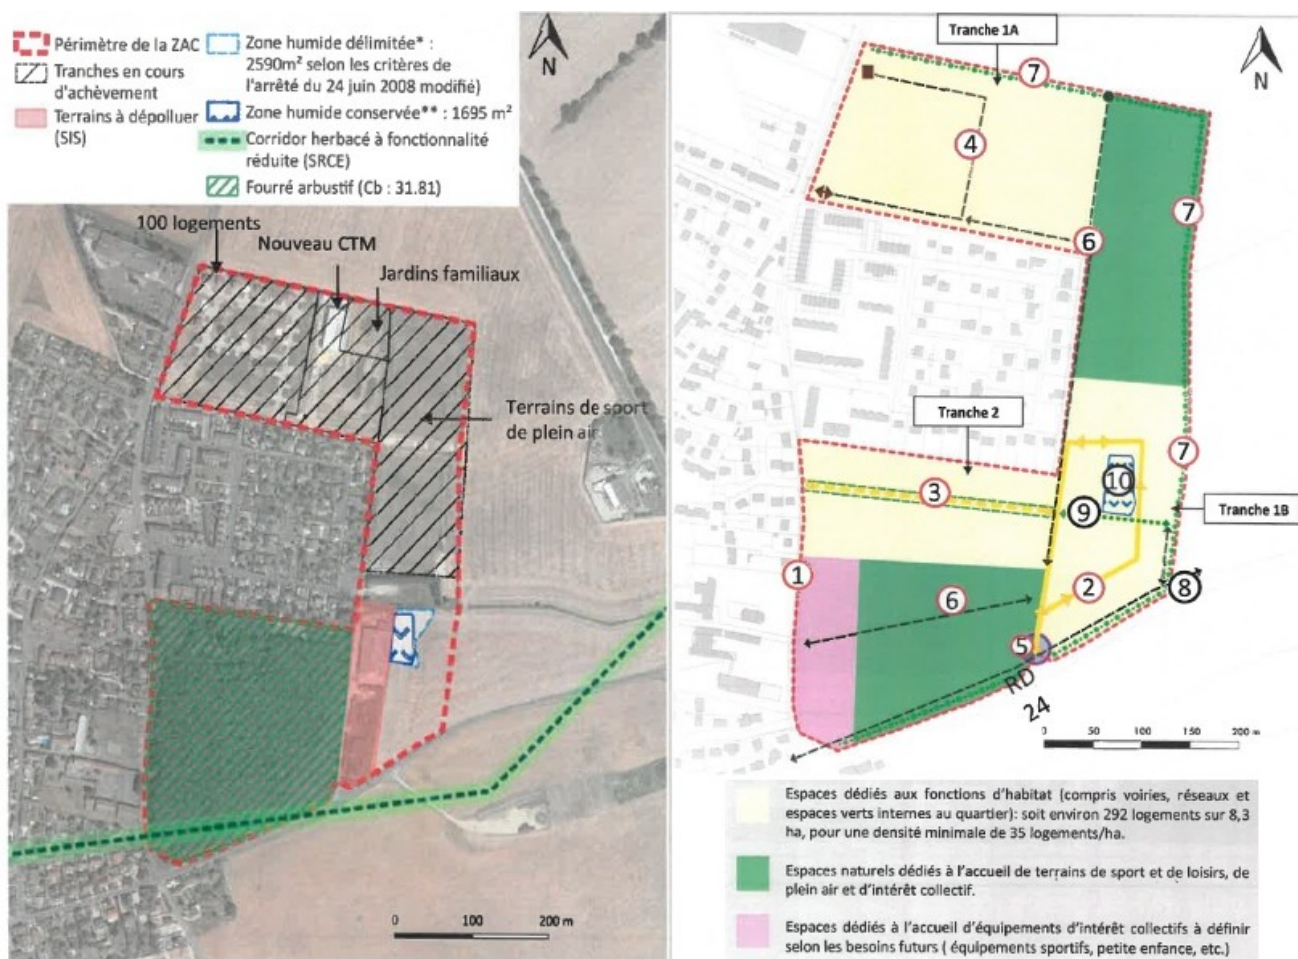 Périmètre de la ZAC
Tranches en cours
d'achèvement
Terrains à dépolluer
(SIS)
Zone humide délimitée* :
2590m² selon les critères de
l'arrêté du 24 juin 2008 modifié)
Zone humide conservée** : 1695 m²
Corridor herbacé à fonctionnalité
réduite (SRCE)
Fourré arbustif (Cb : 31.81)
N
100 logements
Nouveau CTM
Jardins familiaux
Terrains de sport
de plein air
0 100 200 m
Tranche 1A
N
7
4
7
6
Tranche 2
7
10
3
9
Tranche 1B
1
6
2
8
5
RD
24
0 50 100 150 200 m
Espaces dédiés aux fonctions d'habitat (compris voiries, réseaux et
espaces verts internes au quartier): soit environ 292 logements sur 8,3
ha, pour une densité minimale de 35 logements/ha.
Espaces naturels dédiés à l'accueil de terrains de sport et de loisirs, de
plein air et d'intérêt collectif.
Espaces dédiés à l'accueil d'équipements d'intérêt collectifs à définir
selon les besoins futurs ( équipements sportifs, petite enfance, etc.)